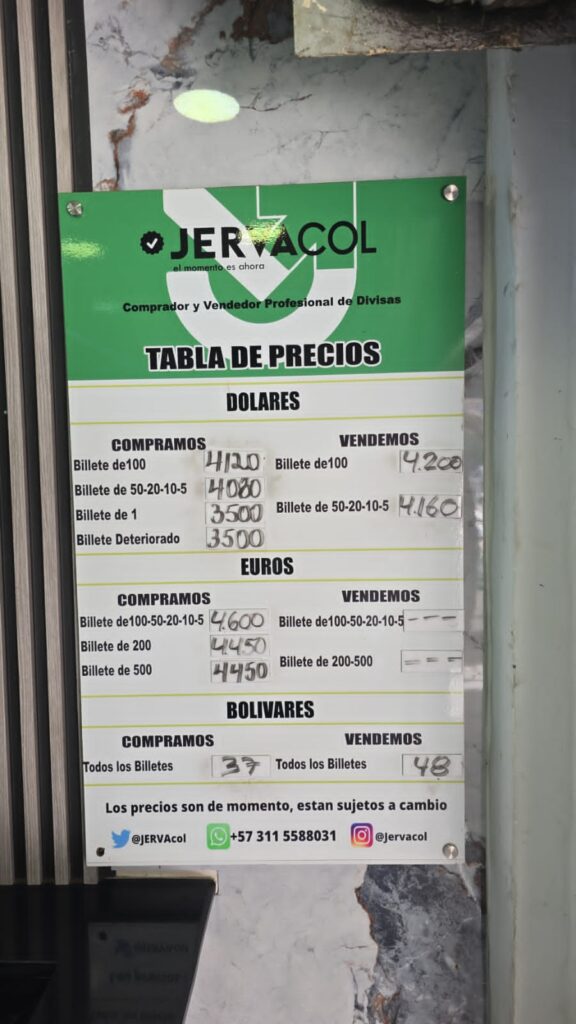 JERVACOL
el momento es ahora
Comprador y Vendedor Profesional de Divisas
TABLA DE PRECIOS
DOLARES
COMPRAMOS VENDEMOS
Billete de100 4120 Billete de100 4.200
Billete de 50-20-10-5 4080 Billete de 50-20-10-5 4.160
Billete de 1 3500
Billete Deteriorado 3500
EUROS
COMPRAMOS VENDEMOS
Billete de100-50-20-10-5 4.600 Billete de100-50-20-10-5 ---
Billete de 200 4.450 Billete de 200-500 ---
Billete de 500 4450
BOLIVARES
COMPRAMOS VENDEMOS
Todos los Billetes 37 Todos los Billetes 48
Los precios son de momento, estan sujetos a cambio
@JERVAcol +57 311 5588031 @Jervacol